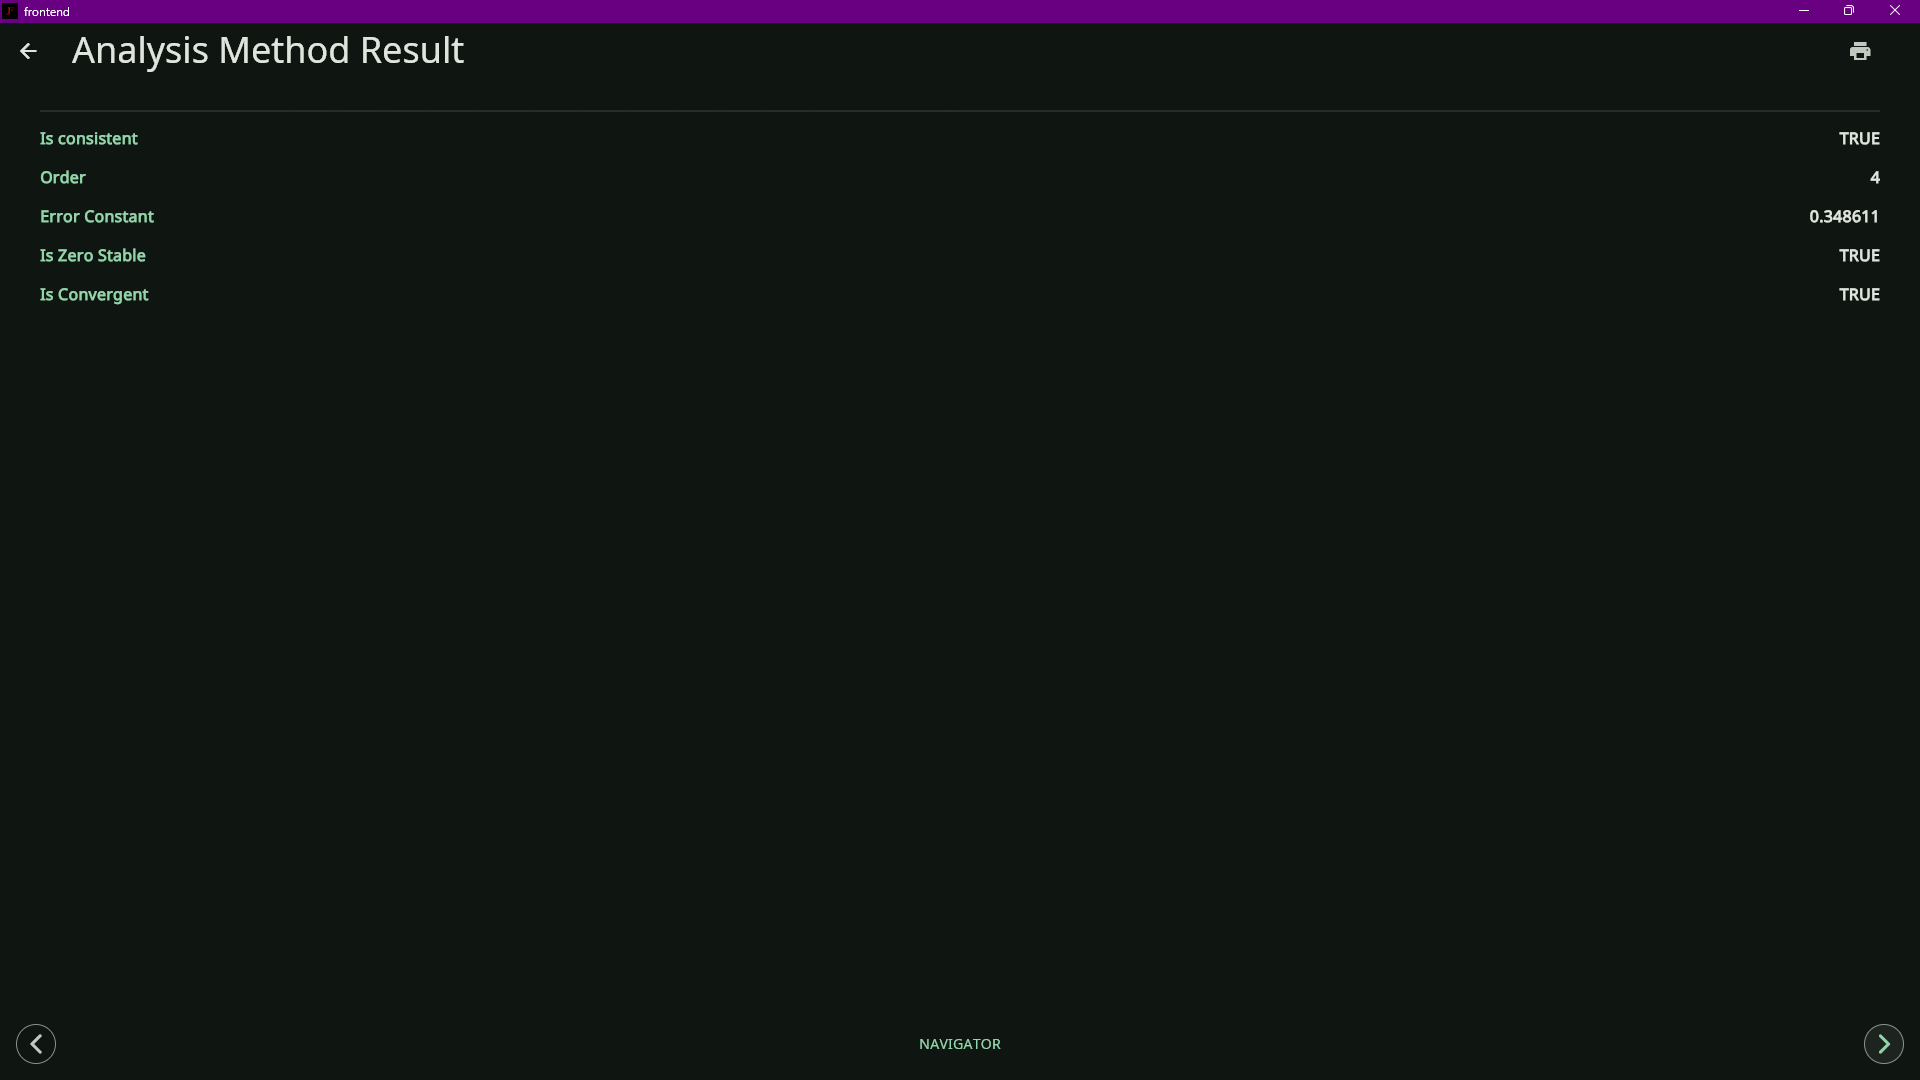 frontend
Analysis Method Result
Is consistent TRUE
Order 4
Error Constant 0.348611
Is Zero Stable TRUE
Is Convergent TRUE
NAVIGATOR